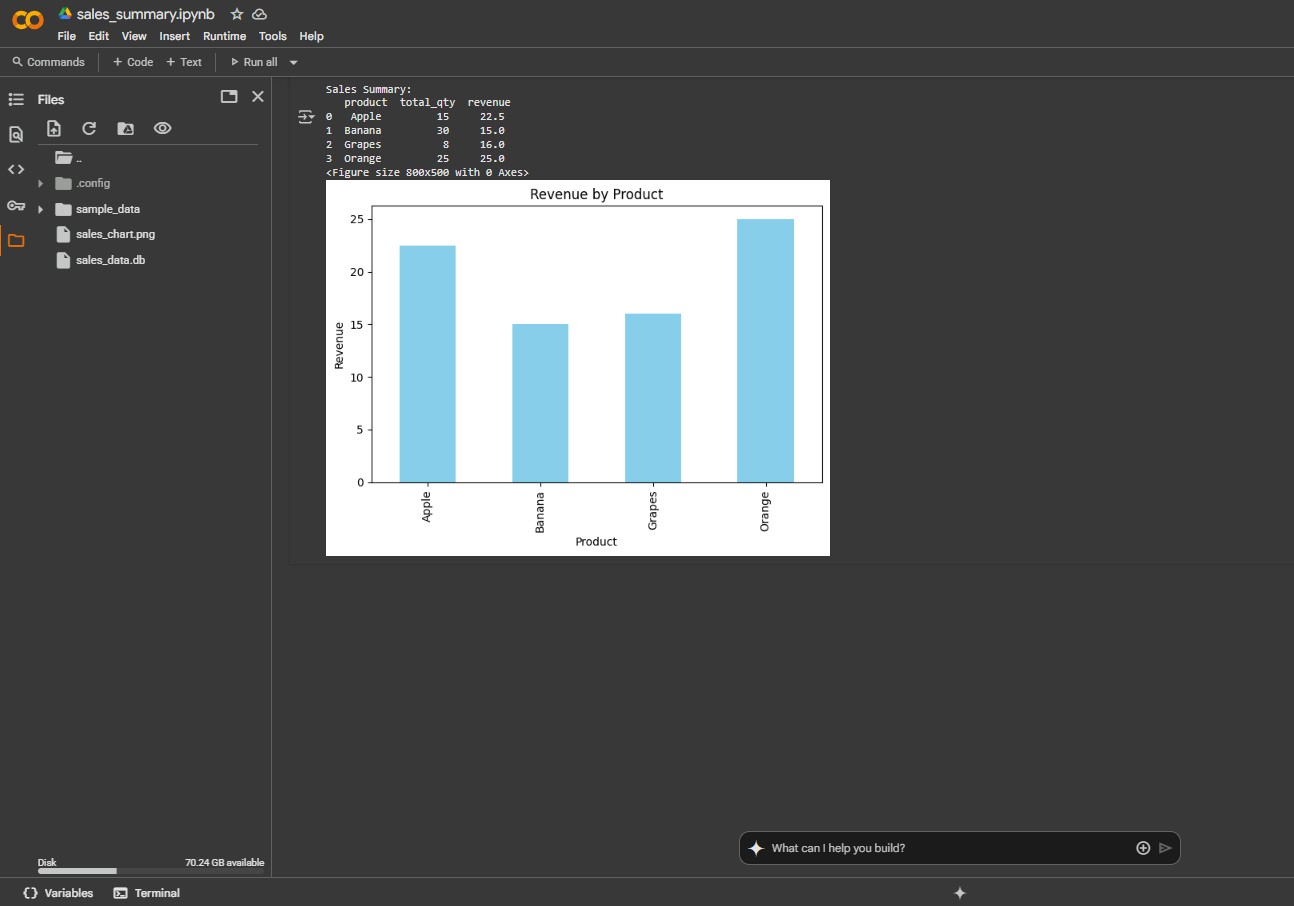 sales_summary.ipynb
File Edit View Insert Runtime Tools Help
Commands + Code + Text Run all
Files
..
.config
sample_data
sales_chart.png
sales_data.db
Disk 70.24 GB available
Sales Summary:
product total_qty revenue
0 Apple 15 22.5
1 Banana 30 15.0
2 Grapes 8 16.0
3 Orange 25 25.0
<Figure size 800x500 with 0 Axes>
Revenue by Product
25
20
15
10
5
0
Revenue
Apple Banana Grapes Orange
Product
What can I help you build?
Variables Terminal